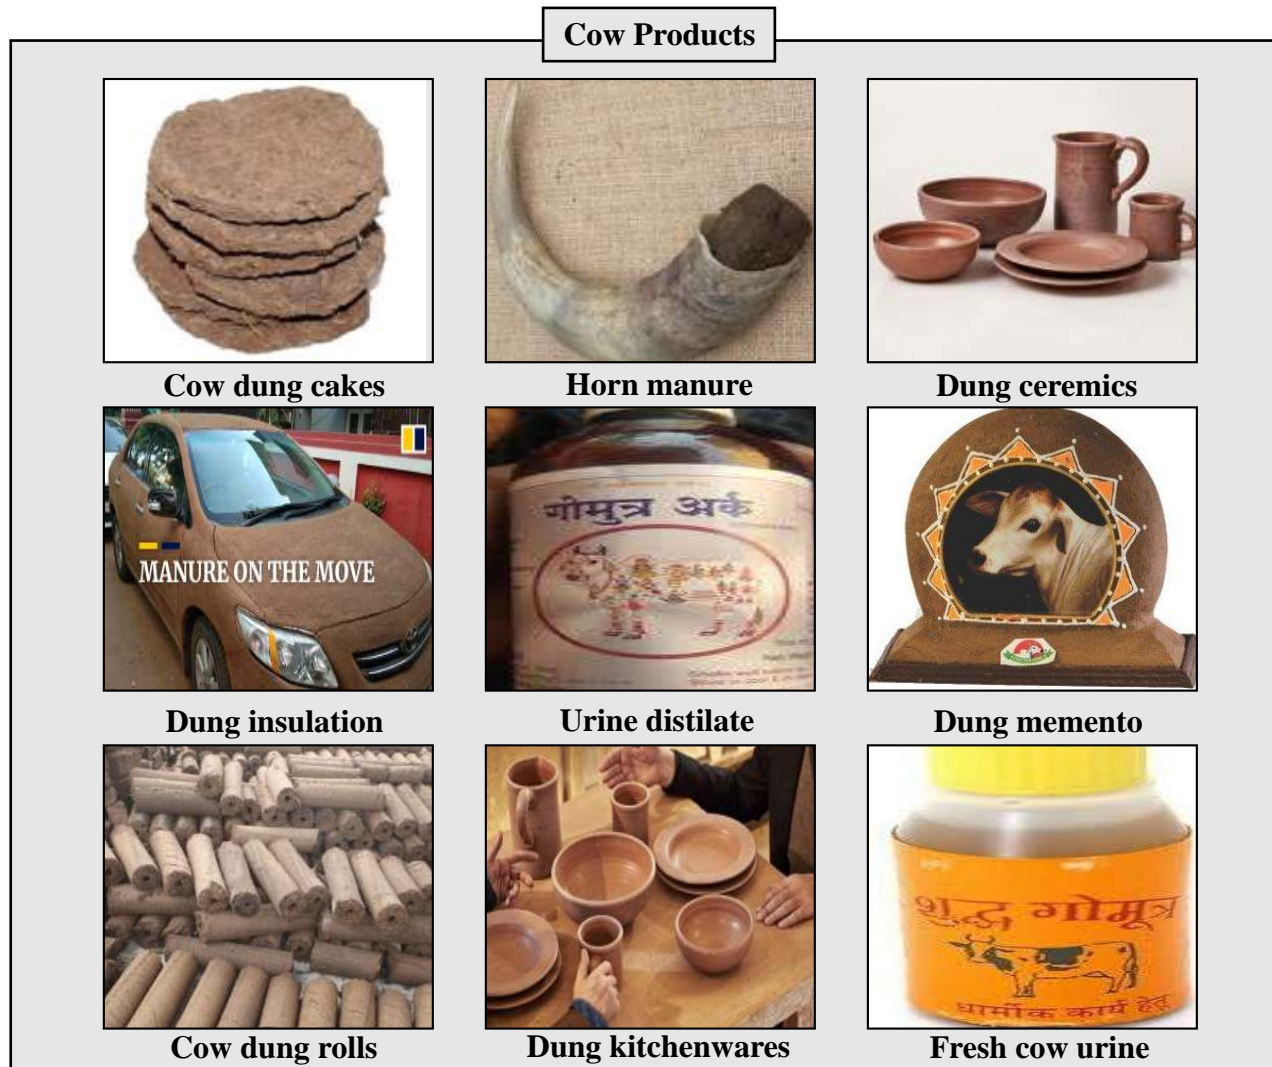 Cow Products
Cow dung cakes
Horn manure
Dung ceremics
MANURE ON THE MOVE
गोमुत्र अर्क
Dung insulation
Urine distilate
Dung memento
शुद्ध गोमूत्र
धार्मीक कार्य हेतू
Cow dung rolls
Dung kitchenwares
Fresh cow urine